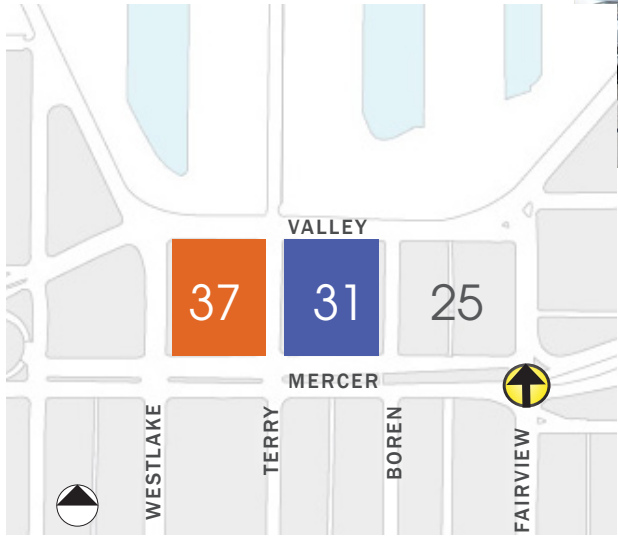 VALLEY
37
31
25
MERCER
WESTLAKE
TERRY
BOREN
FAIRVIEW